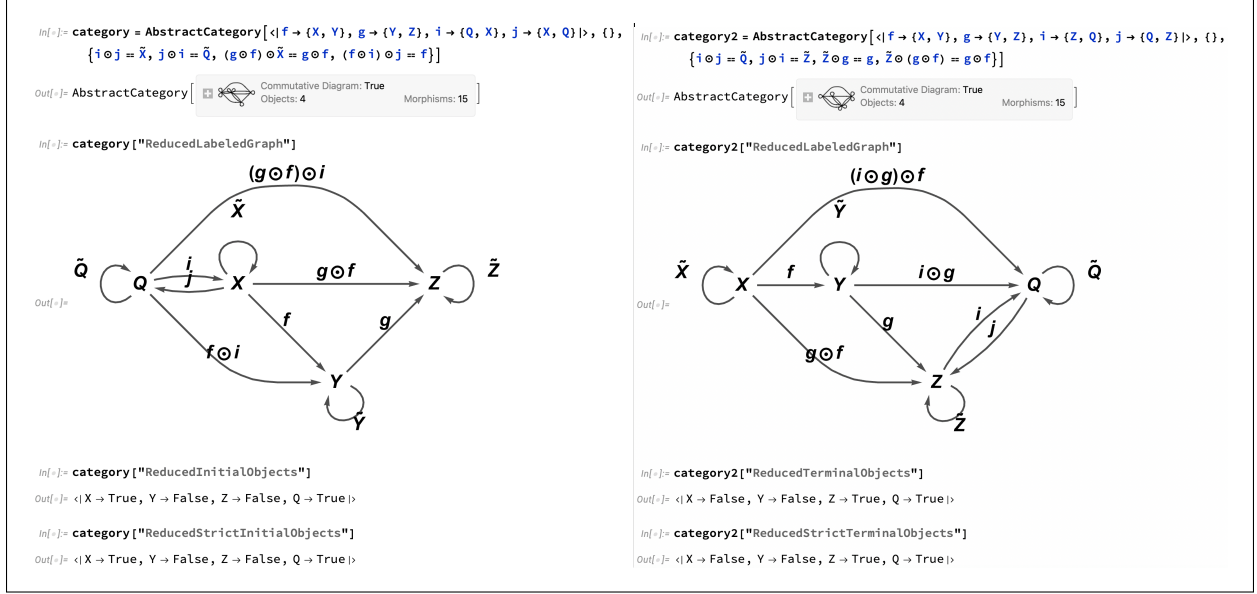 In[◦]:= category = AbstractCategory[<|f → {X, Y}, g → {Y, Z}, i → {Q, X}, j → {X, Q}|>, {},
{i⊙j == X̃, j⊙i == Q̃, (g⊙f)⊙X̃ == g⊙f, (f⊙i)⊙j == f}]
Out[◦]= AbstractCategory[
Commutative Diagram: True
Objects: 4 Morphisms: 15
]
In[◦]:= category["ReducedLabeledGraph"]
(g⊙f)⊙i
X̃
Q̃
Q
i
j
X
g⊙f
Z
Z̃
Out[◦]=
f
g
f⊙i
Y
Ỹ
In[◦]:= category["ReducedInitialObjects"]
Out[◦]= <|X → True, Y → False, Z → False, Q → True|>
In[◦]:= category["ReducedStrictInitialObjects"]
Out[◦]= <|X → True, Y → False, Z → False, Q → True|>
In[◦]:= category2 = AbstractCategory[<|f → {X, Y}, g → {Y, Z}, i → {Z, Q}, j → {Q, Z}|>, {},
{i⊙j == Q̃, j⊙i == Z̃, Z̃⊙g == g, Z̃⊙(g⊙f) == g⊙f}]
Out[◦]= AbstractCategory[
Commutative Diagram: True
Objects: 4 Morphisms: 15
]
In[◦]:= category2["ReducedLabeledGraph"]
(i⊙g)⊙f
Ỹ
X̃
X
f
Y
i⊙g
Q
Q̃
Out[◦]=
g
i
j
g⊙f
Z
Z̃
In[◦]:= category2["ReducedTerminalObjects"]
Out[◦]= <|X → False, Y → False, Z → True, Q → True|>
In[◦]:= category2["ReducedStrictTerminalObjects"]
Out[◦]= <|X → False, Y → False, Z → True, Q → True|>